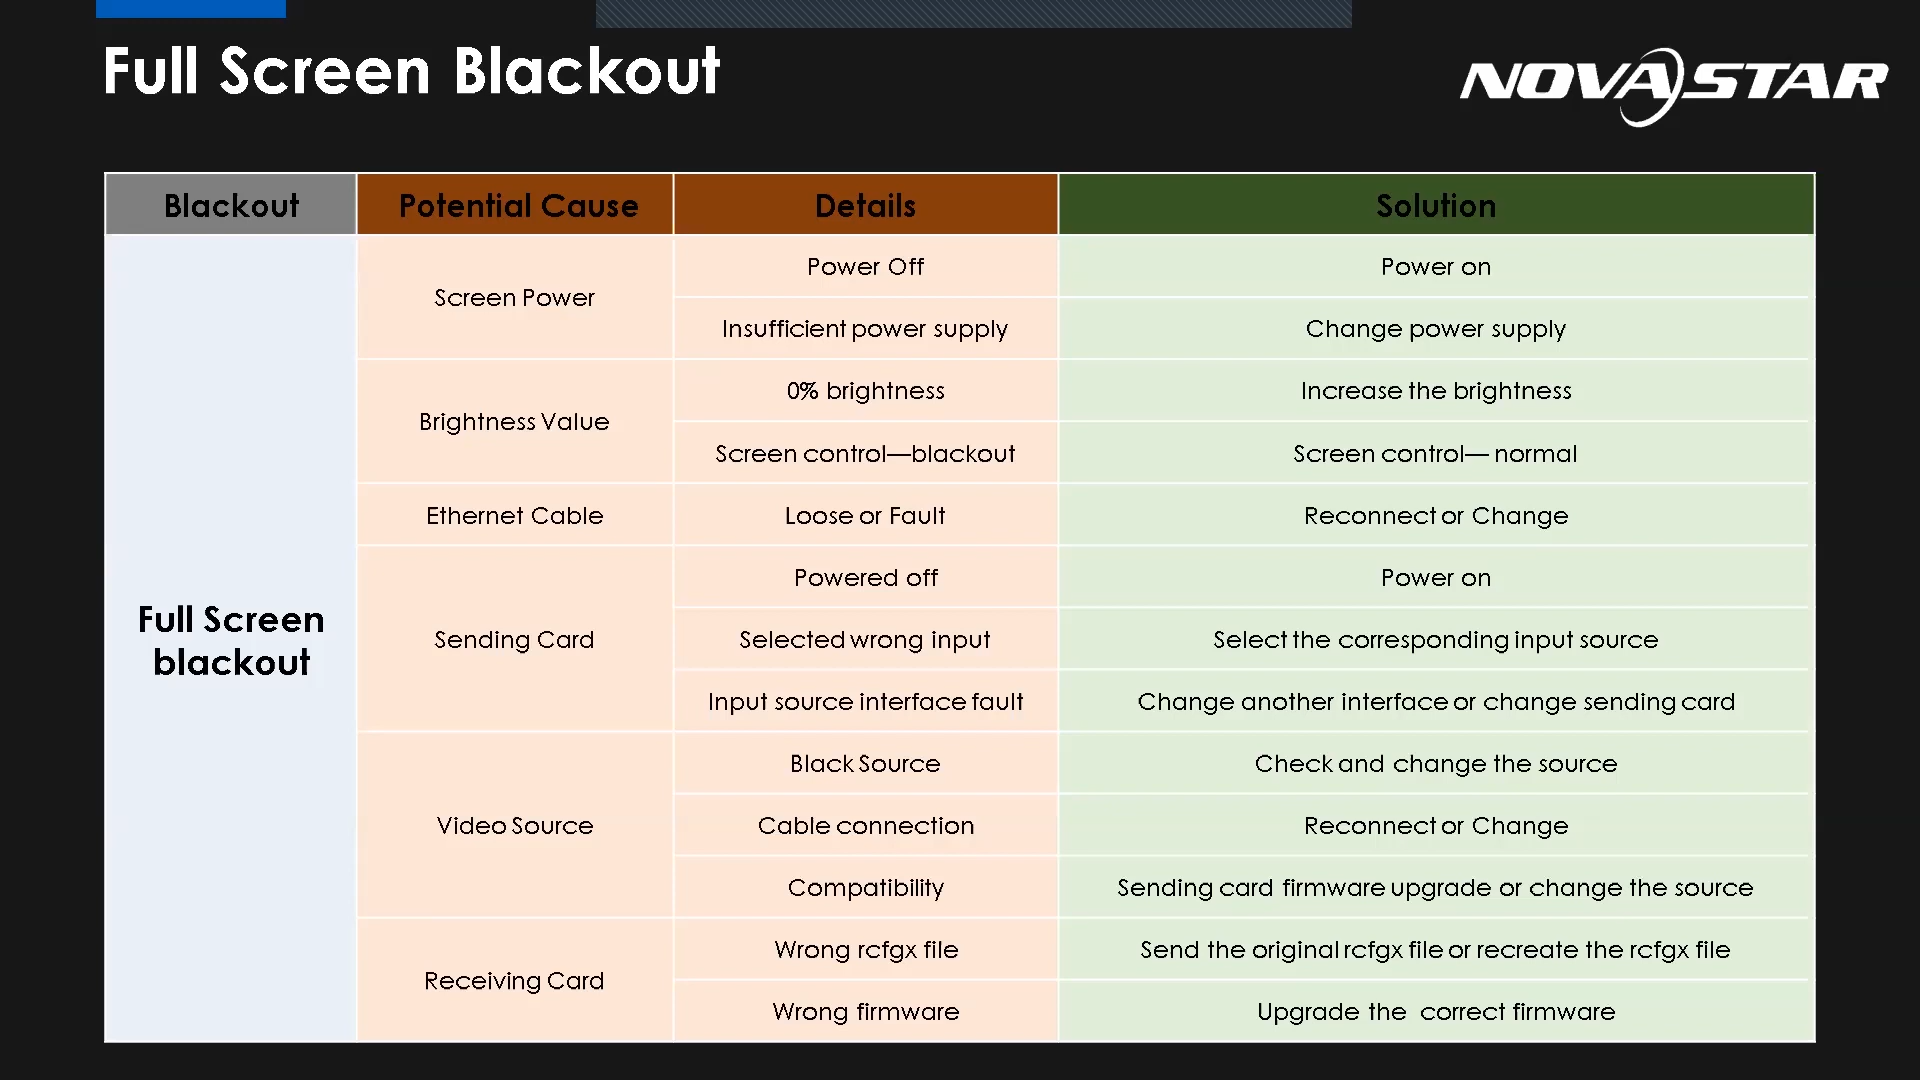 Full Screen Blackout
NOVASTAR
Blackout Potential Cause Details Solution
Full Screen
blackout
Screen Power
Power Off Power on
Insufficient power supply Change power supply
Brightness Value
0% brightness Increase the brightness
Screen control—blackout Screen control— normal
Ethernet Cable Loose or Fault Reconnect or Change
Sending Card
Powered off Power on
Selected wrong input Select the corresponding input source
Input source interface fault Change another interface or change sending card
Video Source
Black Source Check and change the source
Cable connection Reconnect or Change
Compatibility Sending card firmware upgrade or change the source
Receiving Card
Wrong rcfgx file Send the original rcfgx file or recreate the rcfgx file
Wrong firmware Upgrade the correct firmware